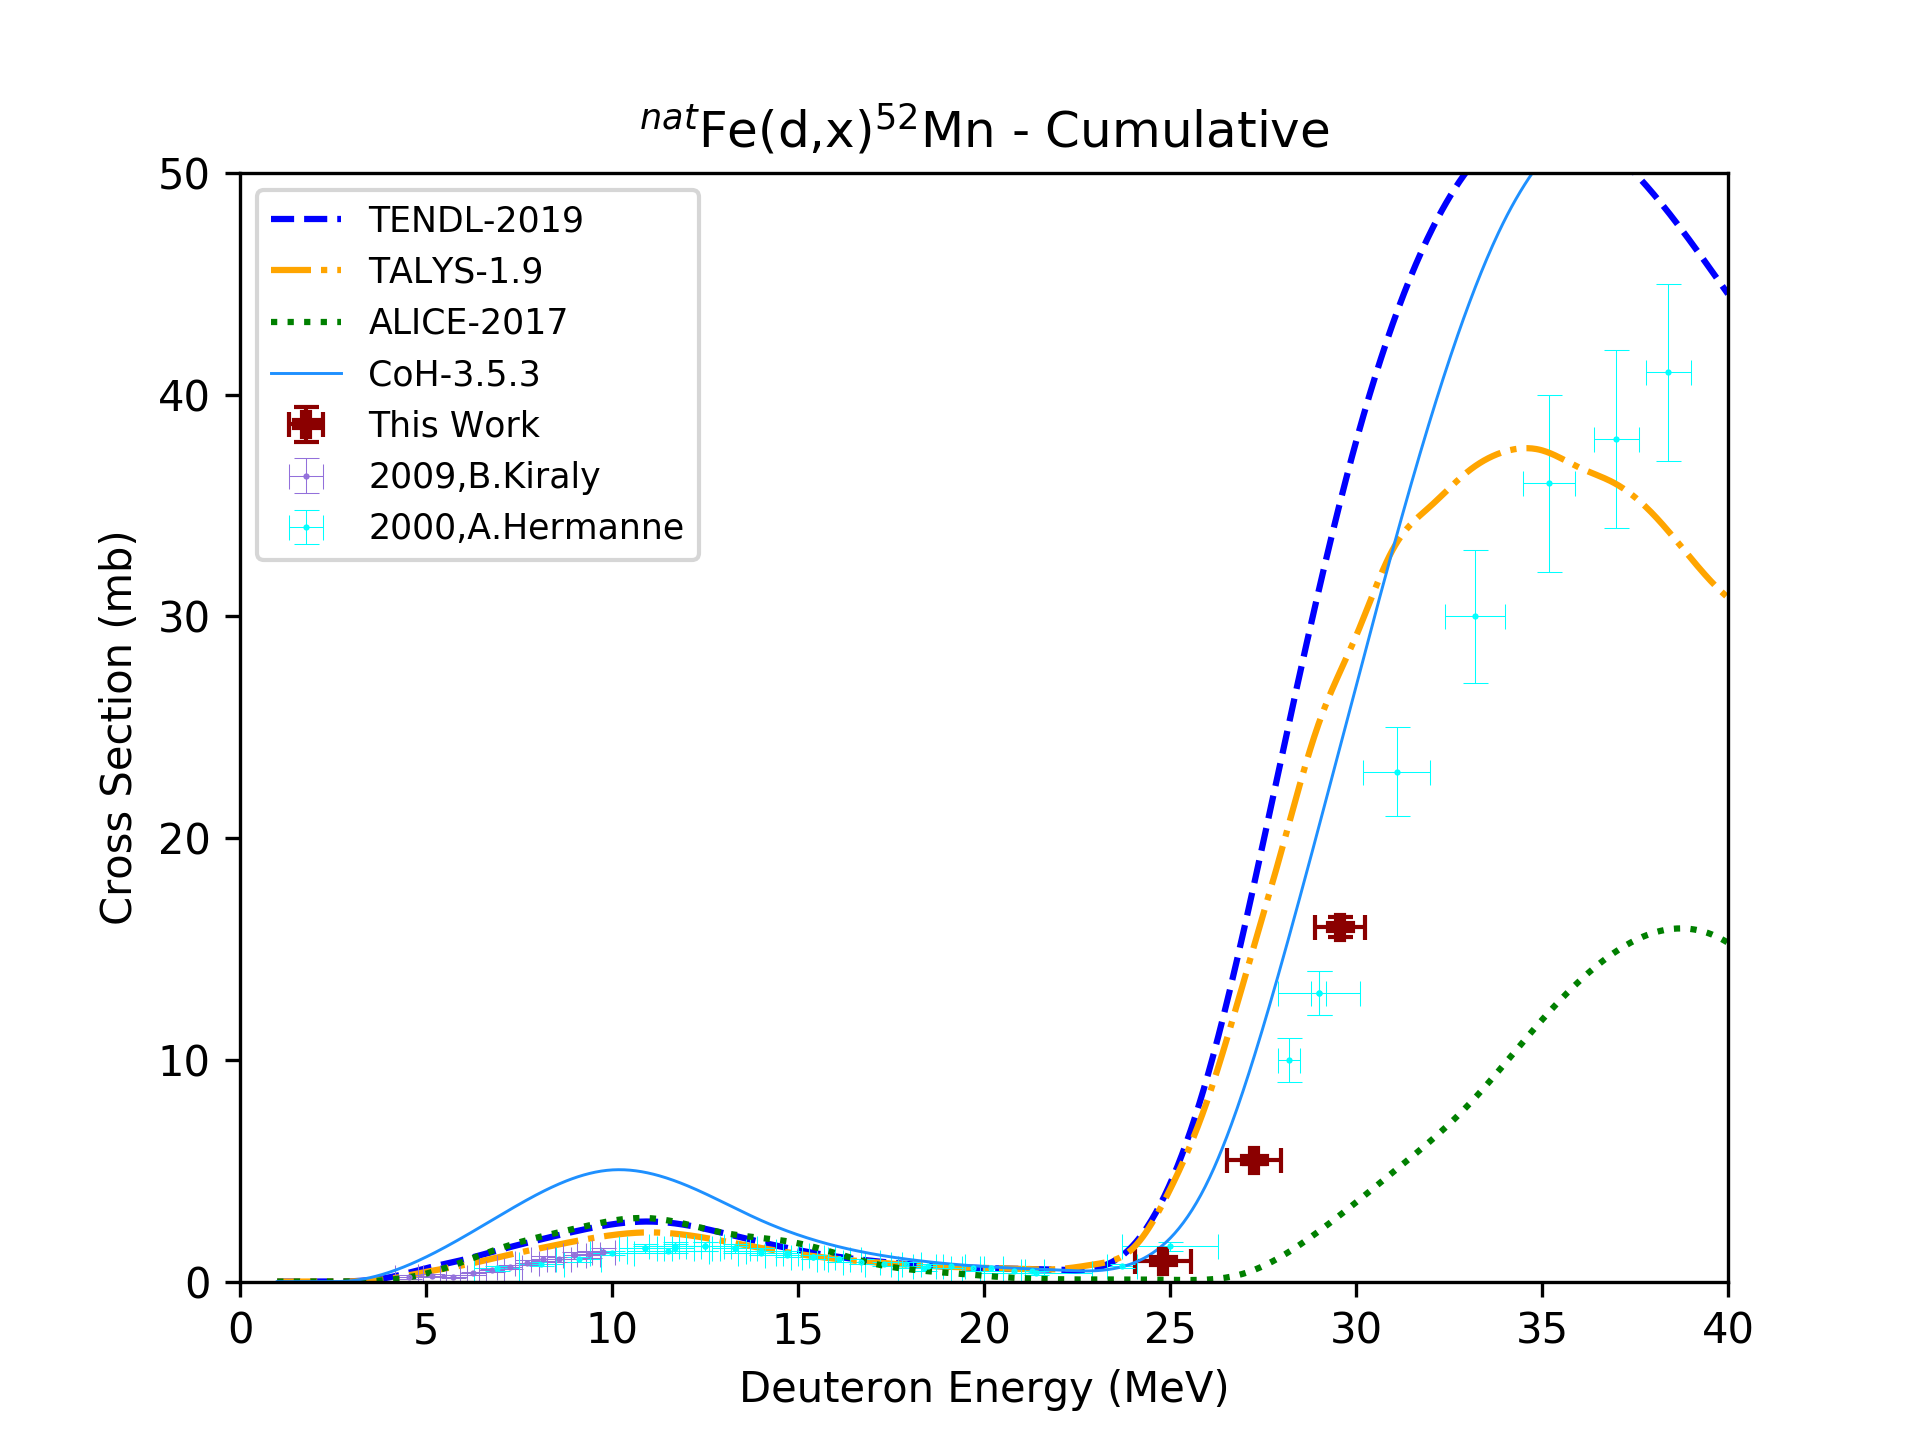 natFe(d,x)52Mn - Cumulative
50
40
30
20
10
0
Cross Section (mb)
TENDL-2019
TALYS-1.9
ALICE-2017
CoH-3.5.3
This Work
2009,B.Kiraly
2000,A.Hermanne
0 5 10 15 20 25 30 35 40
Deuteron Energy (MeV)